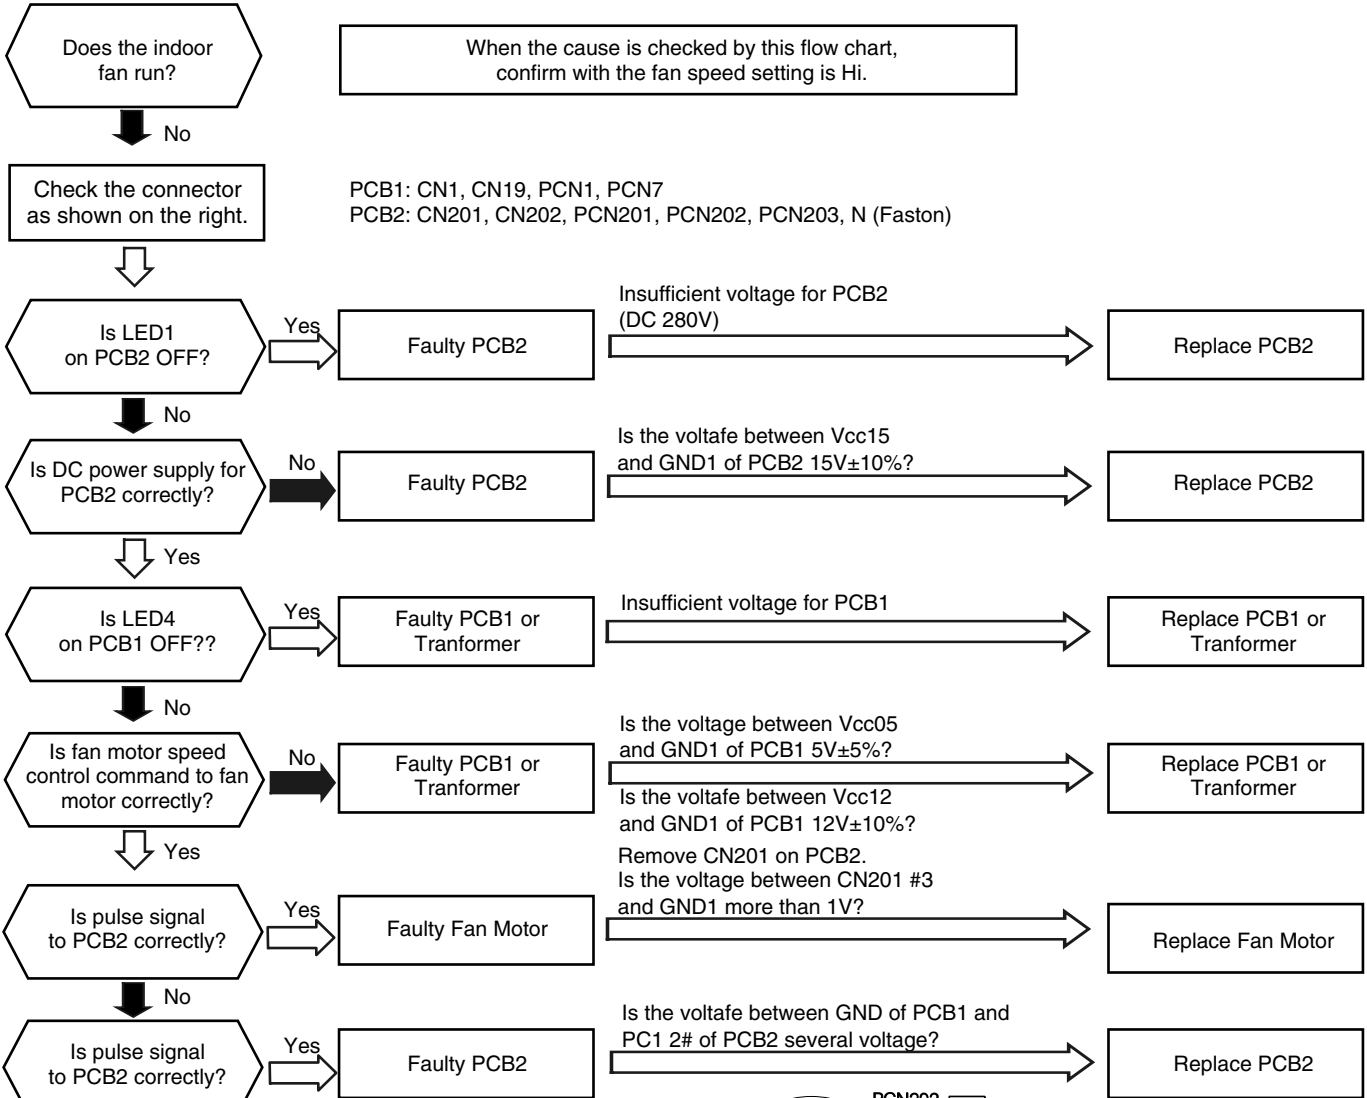 Does the indoor
fan run?
When the cause is checked by this flow chart,
confirm with the fan speed setting is Hi.
No
Check the connector
as shown on the right.
PCB1: CN1, CN19, PCN1, PCN7
PCB2: CN201, CN202, PCN201, PCN202, PCN203, N (Faston)
Is LED1
on PCB2 OFF?
Yes
Faulty PCB2
Insufficient voltage for PCB2
(DC 280V)
Replace PCB2
No
Is DC power supply for
PCB2 correctly?
No
Faulty PCB2
Is the voltafe between Vcc15
and GND1 of PCB2 15V±10%?
Replace PCB2
Yes
Is LED4
on PCB1 OFF??
Yes
Faulty PCB1 or
Tranformer
Insufficient voltage for PCB1
Replace PCB1 or
Tranformer
No
Is fan motor speed
control command to fan
motor correctly?
No
Faulty PCB1 or
Tranformer
Is the voltage between Vcc05
and GND1 of PCB1 5V±5%?
Is the voltafe between Vcc12
and GND1 of PCB1 12V±10%?
Replace PCB1 or
Tranformer
Yes
Is pulse signal
to PCB2 correctly?
Yes
Faulty Fan Motor
Remove CN201 on PCB2.
Is the voltage between CN201 #3
and GND1 more than 1V?
Replace Fan Motor
No
Is pulse signal
to PCB2 correctly?
Yes
Faulty PCB2
Is the voltafe between GND of PCB1 and
PC1 2# of PCB2 several voltage?
Replace PCB2